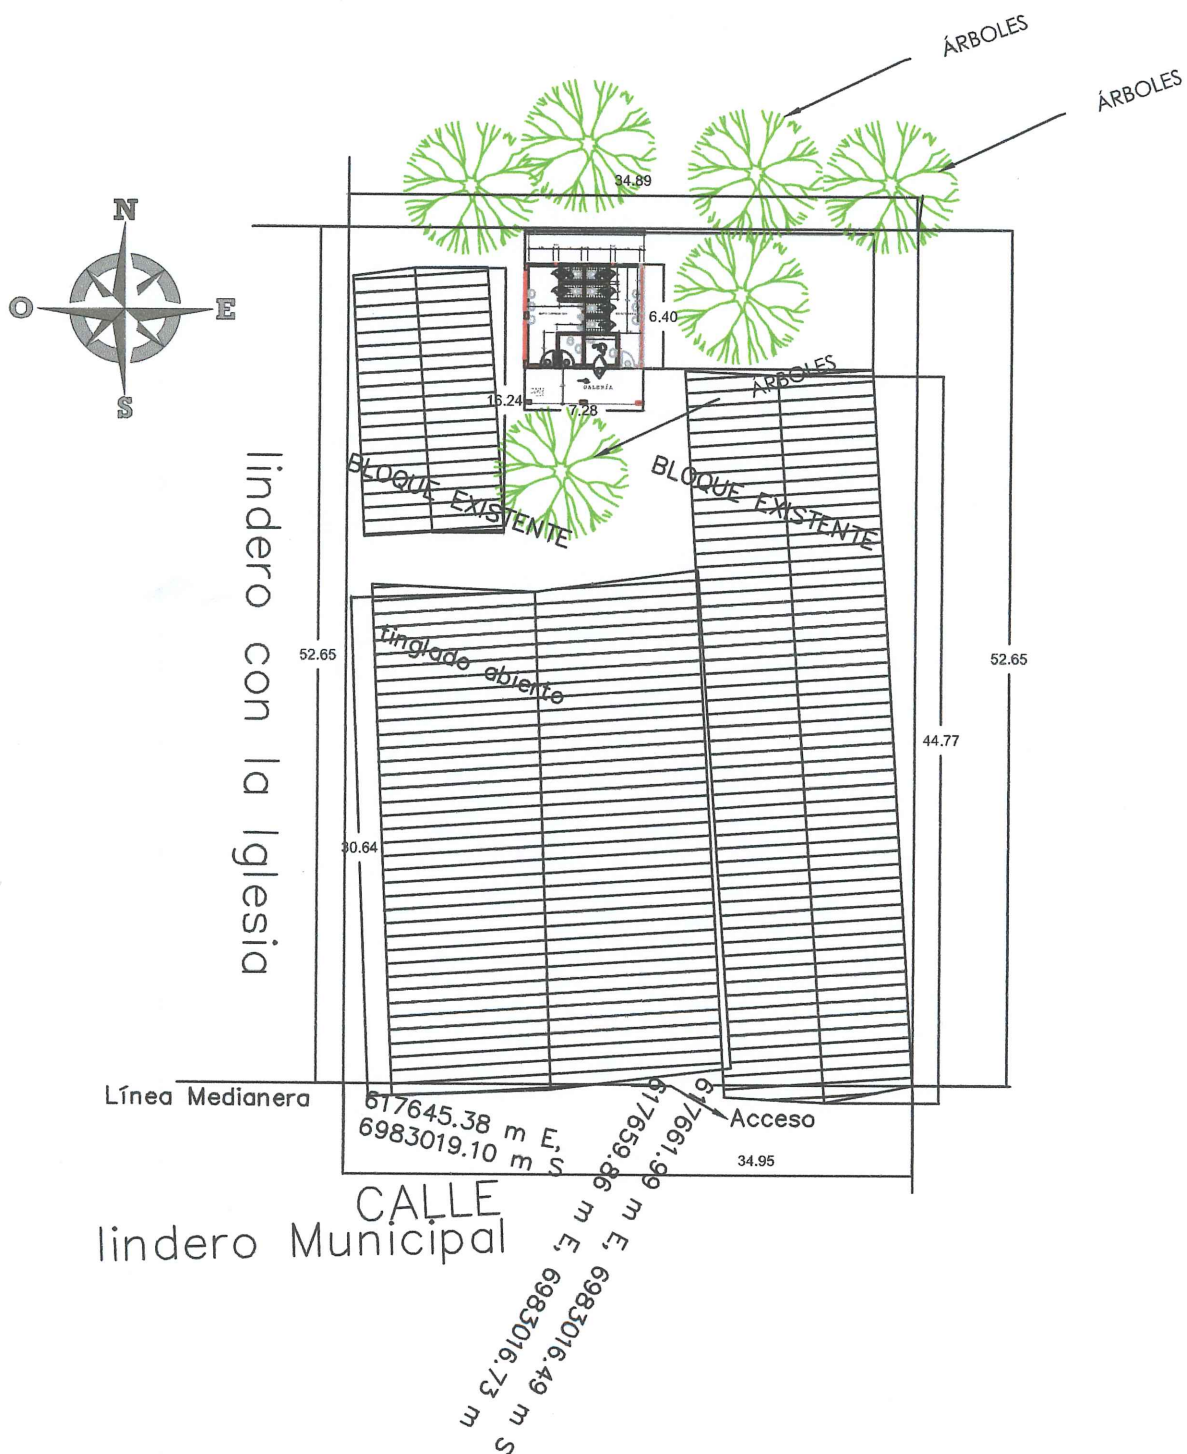 ÁRBOLES
ÁRBOLES
34.89
N
O
E
S
6.40
GALERÍA
16.24
7.28
ÁRBOLES
BLOQUE EXISTENTE
BLOQUE EXISTENTE
lindero con la Iglesia
tinglado abierto
52.65
52.65
44.77
30.64
Línea Medianera
617645.38 m E,
6983019.10 m S
617661.99 m E, 6983016.49 m S
617659.86 m E, 6983016.73 m
Acceso
34.95
CALLE
lindero Municipal